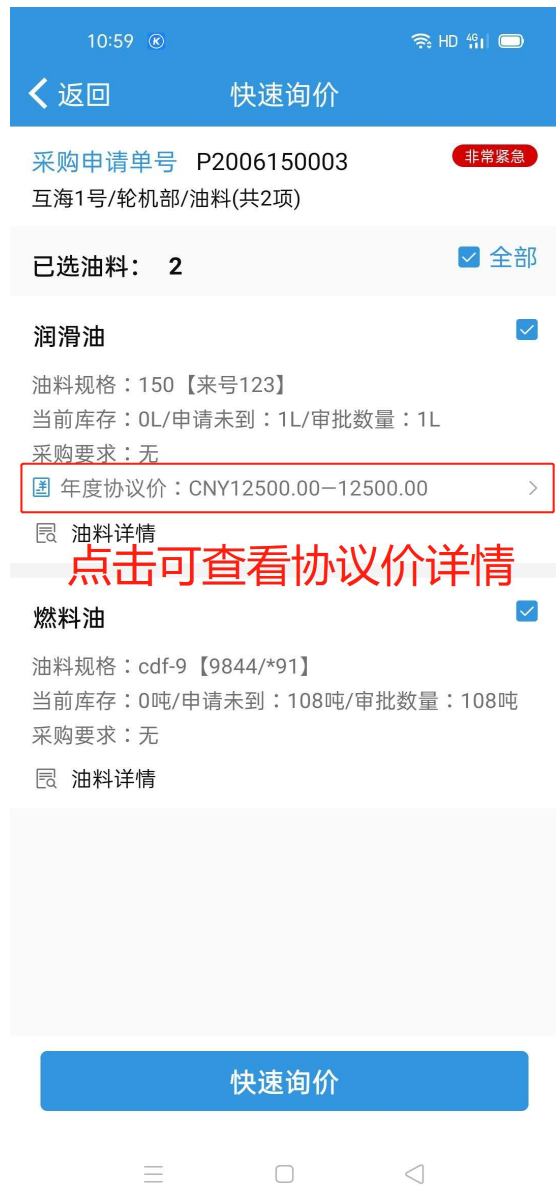 10:59 HD 4G
返回 快速询价
采购申请单号 P2006150003 非常紧急
互海1号/轮机部/油料(共2项)
已选油料： 2 全部
润滑油
油料规格：150【来号123】
当前库存：0L/申请未到：1L/审批数量：1L
采购要求：无
年度协议价：CNY12500.00—12500.00
油料详情
点击可查看协议价详情
燃料油
油料规格：cdf-9【9844/*91】
当前库存：0吨/申请未到：108吨/审批数量：108吨
采购要求：无
油料详情
快速询价